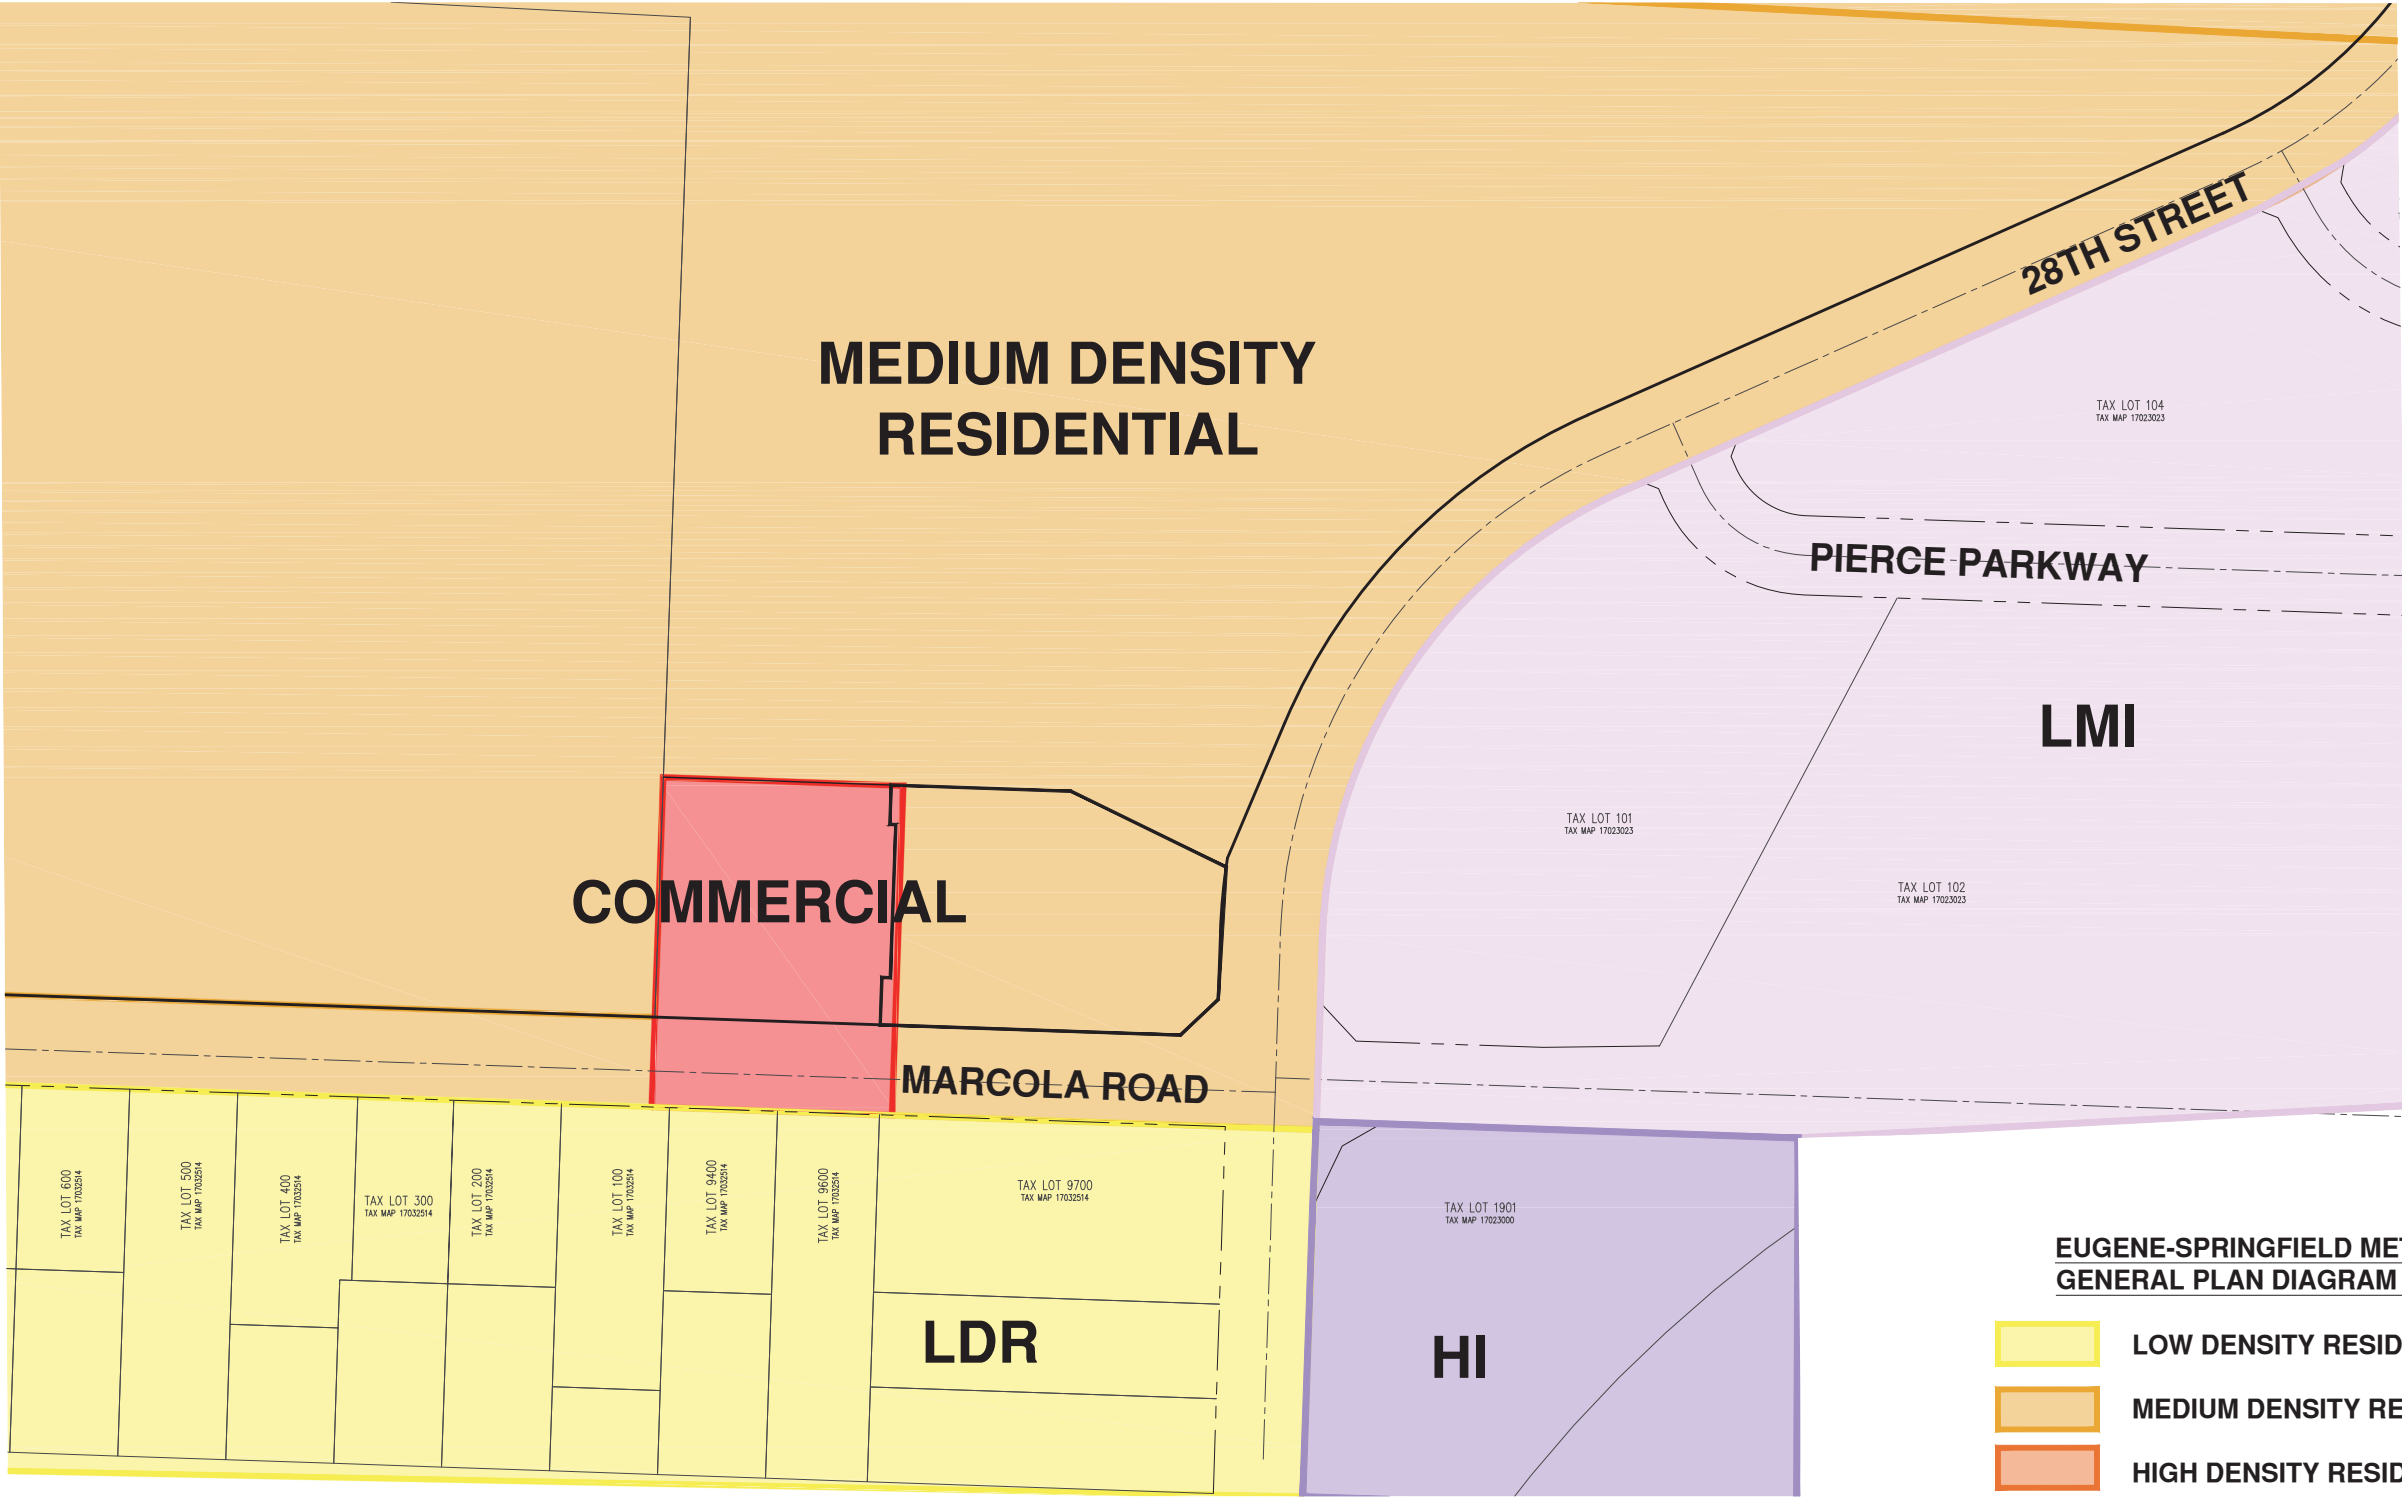 28TH STREET
MEDIUM DENSITY
RESIDENTIAL
TAX LOT 104
TAX MAP 17023023
PIERCE PARKWAY
LMI
TAX LOT 101
TAX MAP 17023023
COMMERCIAL
TAX LOT 102
TAX MAP 17023023
MARCOLA ROAD
TAX LOT 600
TAX MAP 17032514
TAX LOT 500
TAX MAP 17032514
TAX LOT 400
TAX MAP 17032514
TAX LOT 300
TAX MAP 17032514
TAX LOT 200
TAX MAP 17032514
TAX LOT 100
TAX MAP 17032514
TAX LOT 9400
TAX MAP 17032514
TAX LOT 9600
TAX MAP 17032514
TAX LOT 9700
TAX MAP 17032514
TAX LOT 1901
TAX MAP 17023000
LDR
HI
EUGENE-SPRINGFIELD MET
GENERAL PLAN DIAGRAM
LOW DENSITY RESID
MEDIUM DENSITY RE
HIGH DENSITY RESID